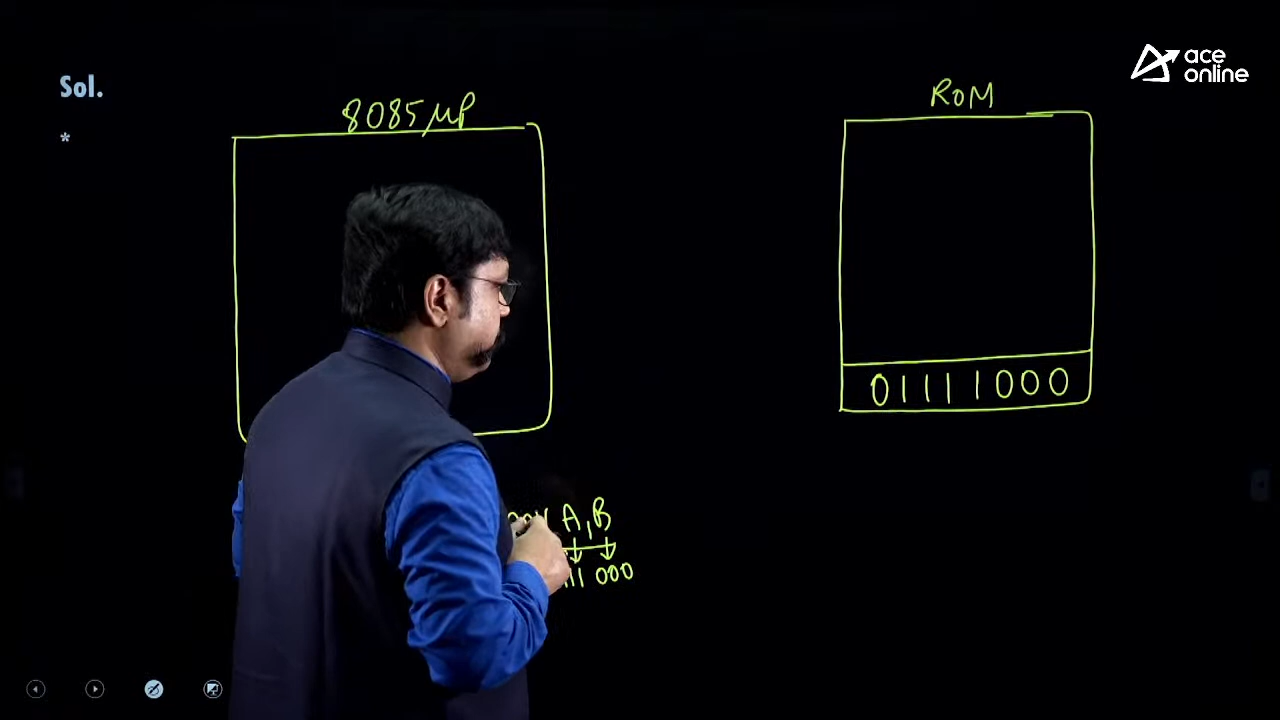 Sol.
*
ace
online
8085 μP
ROM
01111000
A,B
000